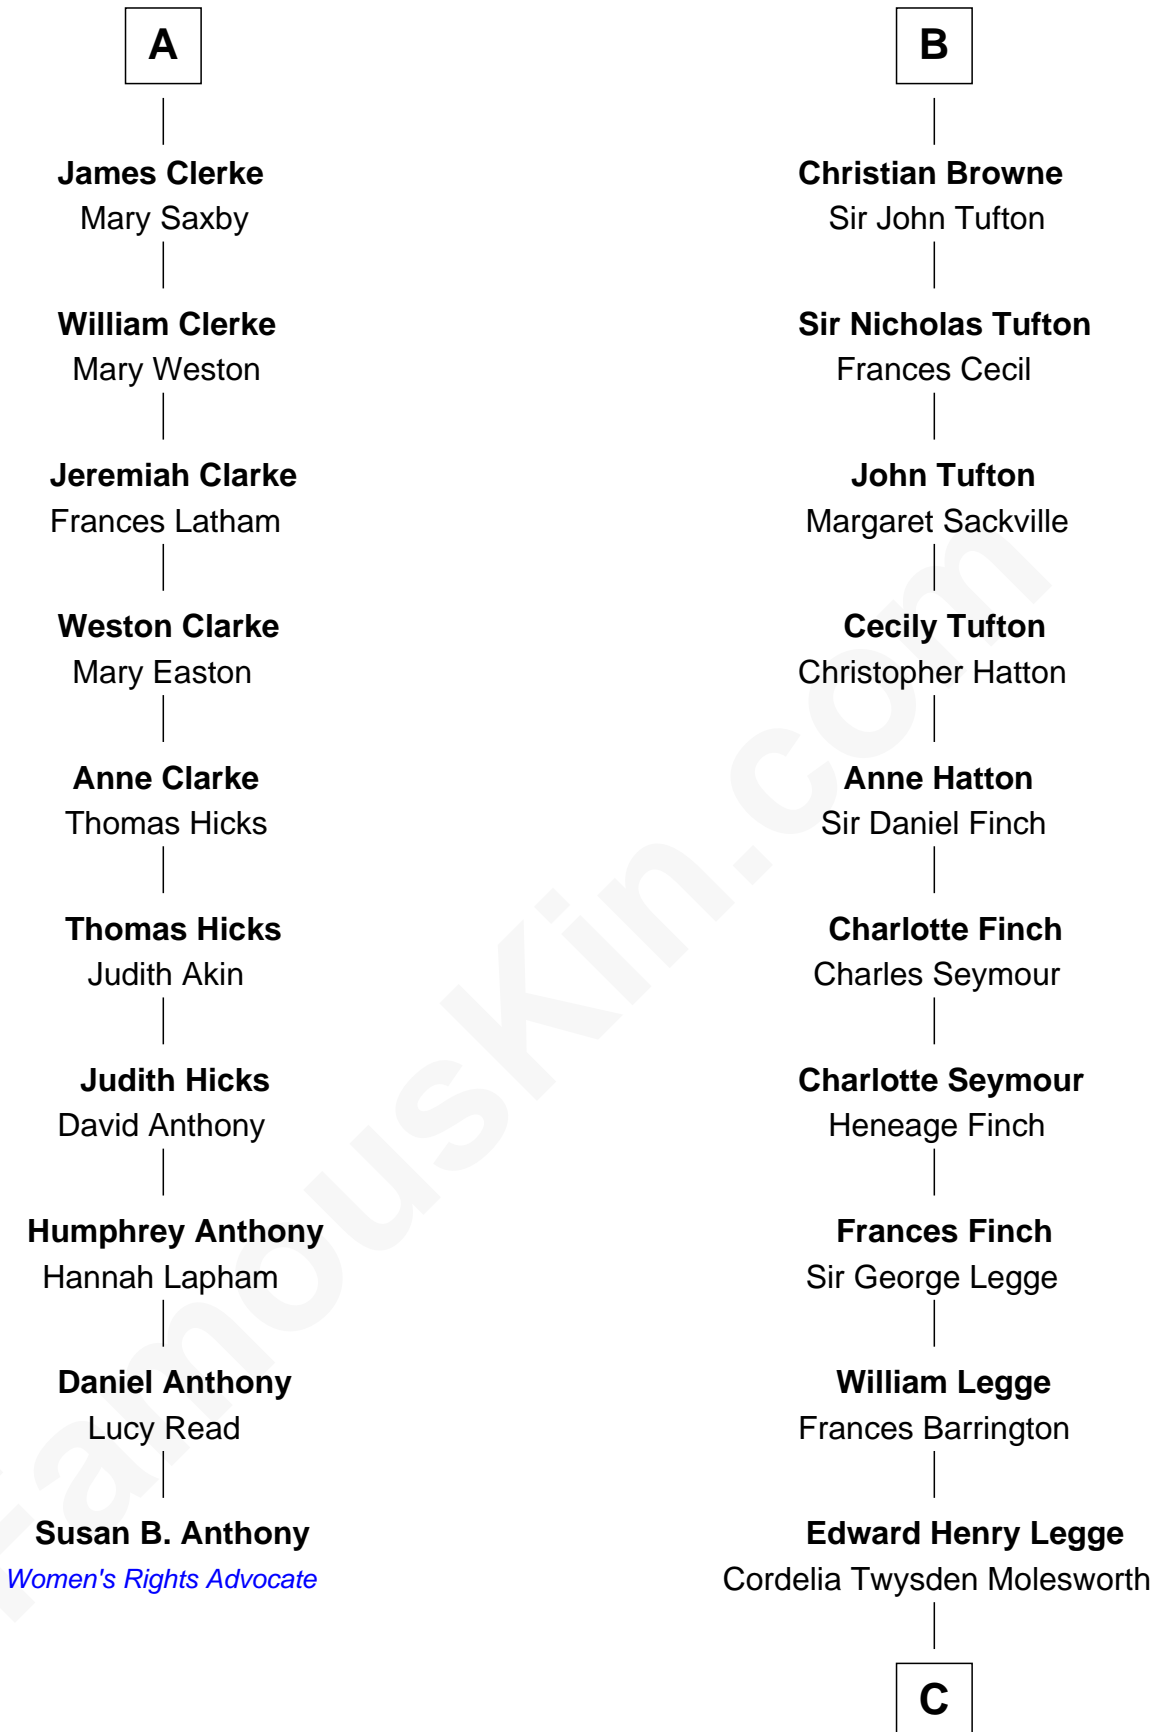 A
James Clerke
Mary Saxby
William Clerke
Mary Weston
Jeremiah Clarke
Frances Latham
Weston Clarke
Mary Easton
Anne Clarke
Thomas Hicks
Thomas Hicks
Judith Akin
Judith Hicks
David Anthony
Humphrey Anthony
Hannah Lapham
Daniel Anthony
Lucy Read
Susan B. Anthony
Women's Rights Advocate
B
Christian Browne
Sir John Tufton
Sir Nicholas Tufton
Frances Cecil
John Tufton
Margaret Sackville
Cecily Tufton
Christopher Hatton
Anne Hatton
Sir Daniel Finch
Charlotte Finch
Charles Seymour
Charlotte Seymour
Heneage Finch
Frances Finch
Sir George Legge
William Legge
Frances Barrington
Edward Henry Legge
Cordelia Twysden Molesworth
C
FamousKin.com